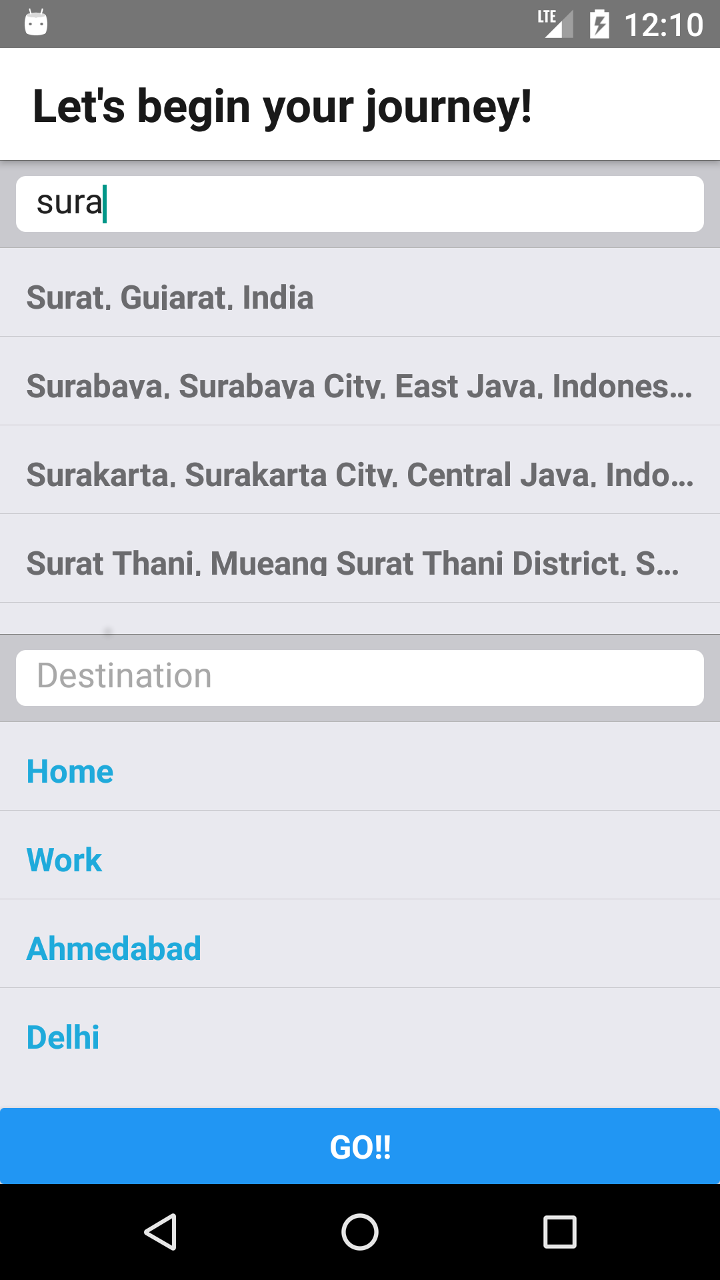 LTE 12:10
Let's begin your journey!
sura
Surat, Gujarat, India
Surabaya, Surabaya City, East Java, Indones...
Surakarta, Surakarta City, Central Java, Indo...
Surat Thani, Mueang Surat Thani District, S...
Destination
Home
Work
Ahmedabad
Delhi
GO!!